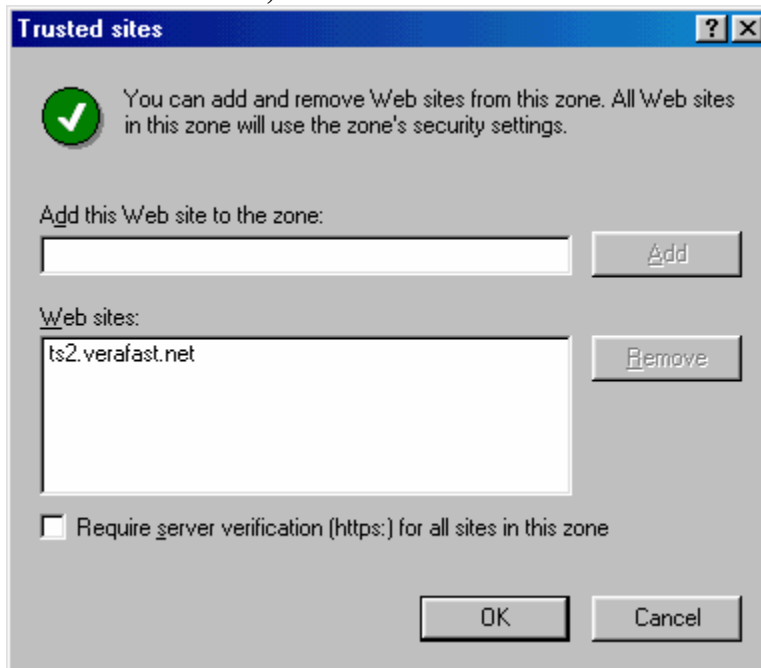 Trusted sites
You can add and remove Web sites from this zone. All Web sites
in this zone will use the zone's security settings.
Add this Web site to the zone:
Add
Web sites:
ts2.verafast.net
Remove
Require server verification (https:) for all sites in this zone
OK
Cancel